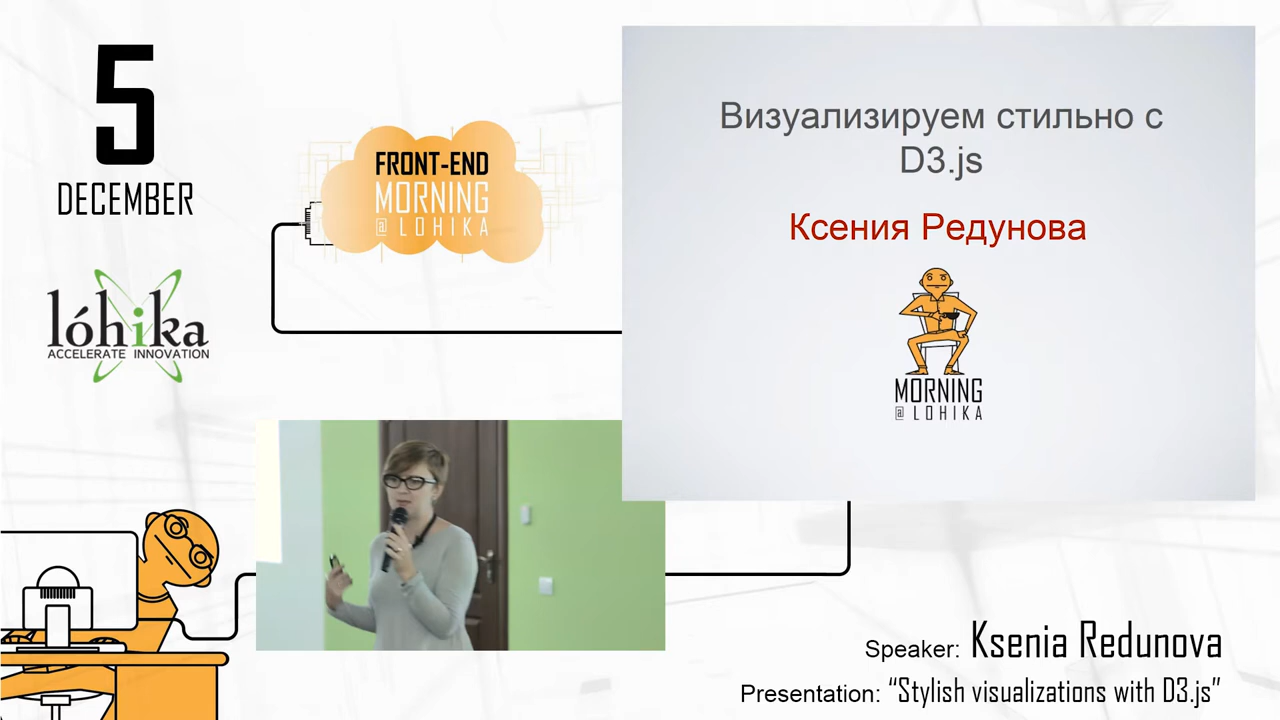 5
DECEMBER
lóhika
ACCELERATE INNOVATION
FRONT-END
MORNING
@ LOHIKA
Визуализируем стильно с
D3.js
Ксения Редунова
MORNING
@ LOHIKA
Speaker: Ksenia Redunova
Presentation: “Stylish visualizations with D3.js”